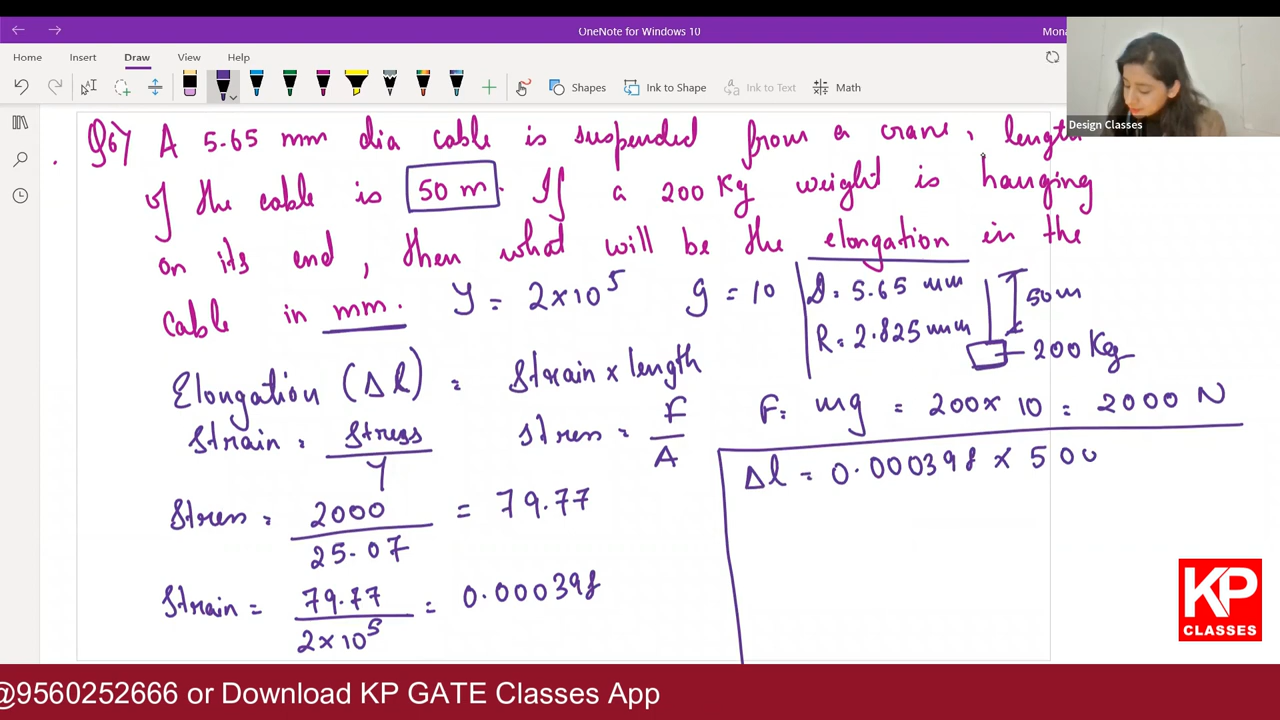 OneNote for Windows 10
Mona
Home Insert Draw View Help
Shapes Ink to Shape Ink to Text Math
Design Classes
Q6) A 5.65 mm dia cable is suspended from a crane, length
of the cable is 50 m. If a 200 Kg weight is hanging
on its end, then what will be the elongation in the
cable in mm. Y = 2×10⁵ g = 10
D = 5.65 mm
R = 2.825 mm
50m
200 Kg
Elongation (Δl) = Strain × length
Strain = Stress / Y
Stress = F / A
F = mg = 200 × 10 = 2000 N
Stress = 2000 / 25.07 = 79.77
Strain = 79.77 / 2×10⁵ = 0.000398
Δl = 0.000398 × 500
KP
CLASSES
@9560252666 or Download KP GATE Classes App